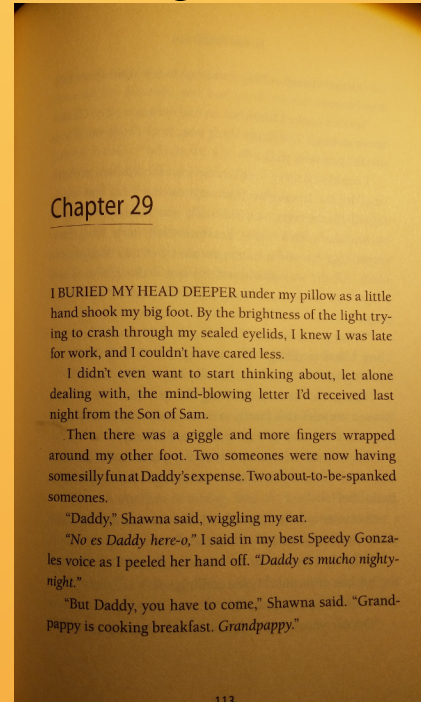 Chapter 29
I BURIED MY HEAD DEEPER under my pillow as a little
hand shook my big foot. By the brightness of the light try-
ing to crash through my sealed eyelids, I knew I was late
for work, and I couldn't have cared less.
I didn't even want to start thinking about, let alone
dealing with, the mind-blowing letter I'd received last
night from the Son of Sam.
Then there was a giggle and more fingers wrapped
around my other foot. Two someones were now having
some silly fun at Daddy's expense. Two about-to-be-spanked
someones.
"Daddy," Shawna said, wiggling my ear.
"No es Daddy here-o," I said in my best Speedy Gonza-
les voice as I peeled her hand off. "Daddy es mucho nighty-
night."
"But Daddy, you have to come," Shawna said. "Grand-
pappy is cooking breakfast. Grandpappy."
113